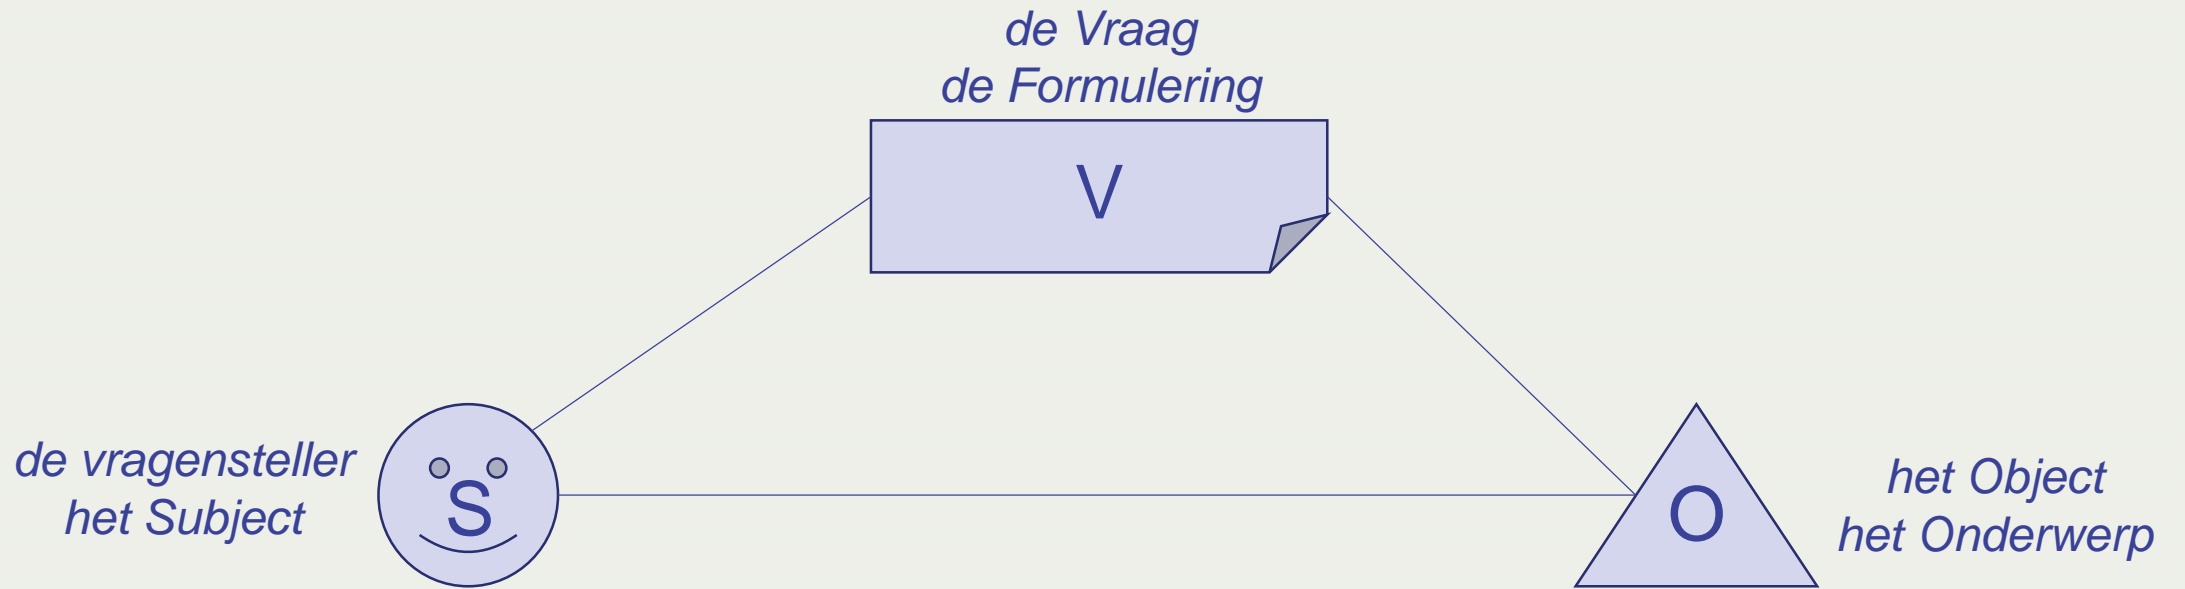 de Vraag
de Formulering
V
de vragensteller
het Subject
S
O
het Object
het Onderwerp